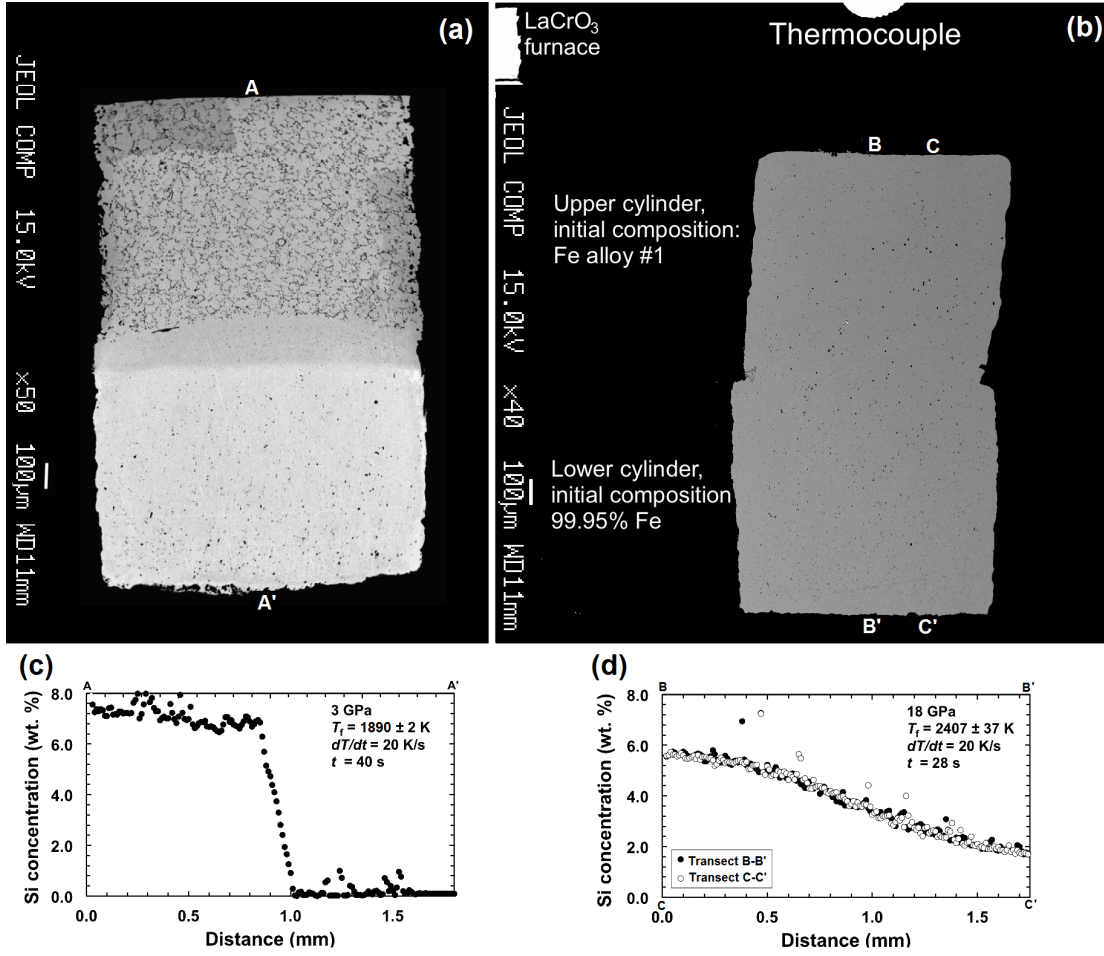 (a)
A
JEOL COMP 15.0kV x50 100µm WD11mm
A'
(b)
LaCrO3
furnace
Thermocouple
B C
JEOL COMP 15.0kV x40 100µm WD11mm
Upper cylinder,
initial composition:
Fe alloy #1
Lower cylinder,
initial composition
99.95% Fe
B' C'
(c)
A A'
8.0
6.0
4.0
2.0
0.0
Si concentration (wt. %)
3 GPa
Tf = 1890 ± 2 K
dT/dt = 20 K/s
t = 40 s
0.0 0.5 1.0 1.5
Distance (mm)
(d)
B B'
8.0
6.0
4.0
2.0
0.0
Si concentration (wt. %)
18 GPa
Tf = 2407 ± 37 K
dT/dt = 20 K/s
t = 28 s
Transect B-B'
Transect C-C'
C C'
0.0 0.5 1.0 1.5
Distance (mm)